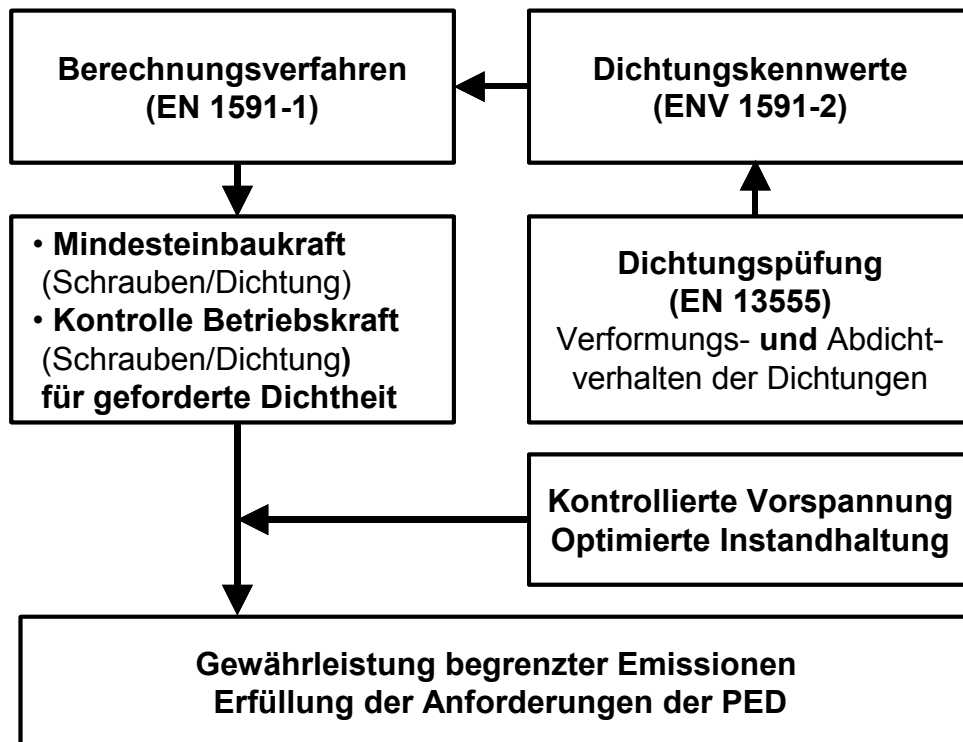 Berechnungsverfahren
(EN 1591-1)
Dichtungskennwerte
(ENV 1591-2)
• Mindesteinbaukraft
(Schrauben/Dichtung)
• Kontrolle Betriebskraft
(Schrauben/Dichtung)
für geforderte Dichtheit
Dichtungspüfung
(EN 13555)
Verformungs- und Abdicht-
verhalten der Dichtungen
Kontrollierte Vorspannung
Optimierte Instandhaltung
Gewährleistung begrenzter Emissionen
Erfüllung der Anforderungen der PED